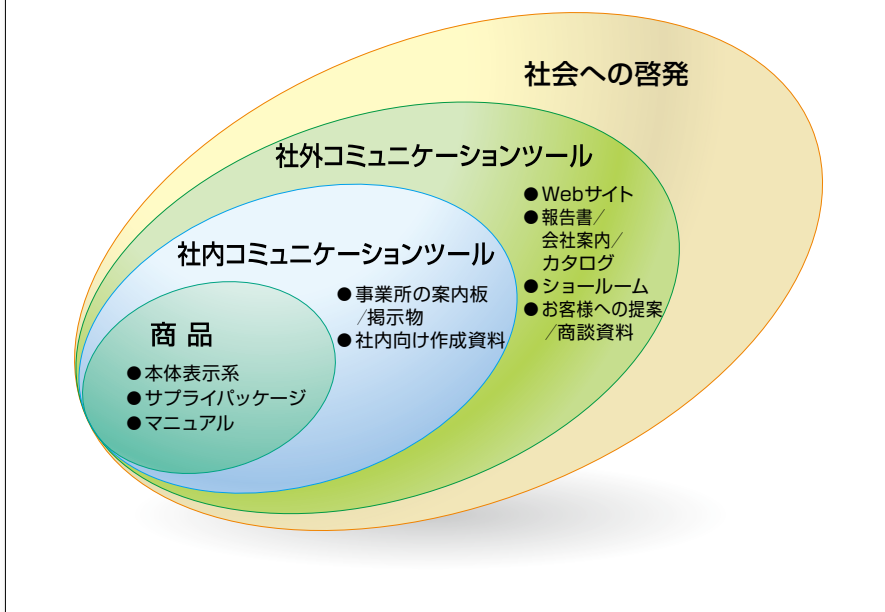 社会への啓発
社外コミュニケーションツール
●Webサイト
●報告書/
会社案内/
カタログ
●ショールーム
●お客様への提案
/商談資料
社内コミュニケーションツール
●事業所の案内板
/掲示物
●社内向け作成資料
商 品
●本体表示系
●サプライパッケージ
●マニュアル